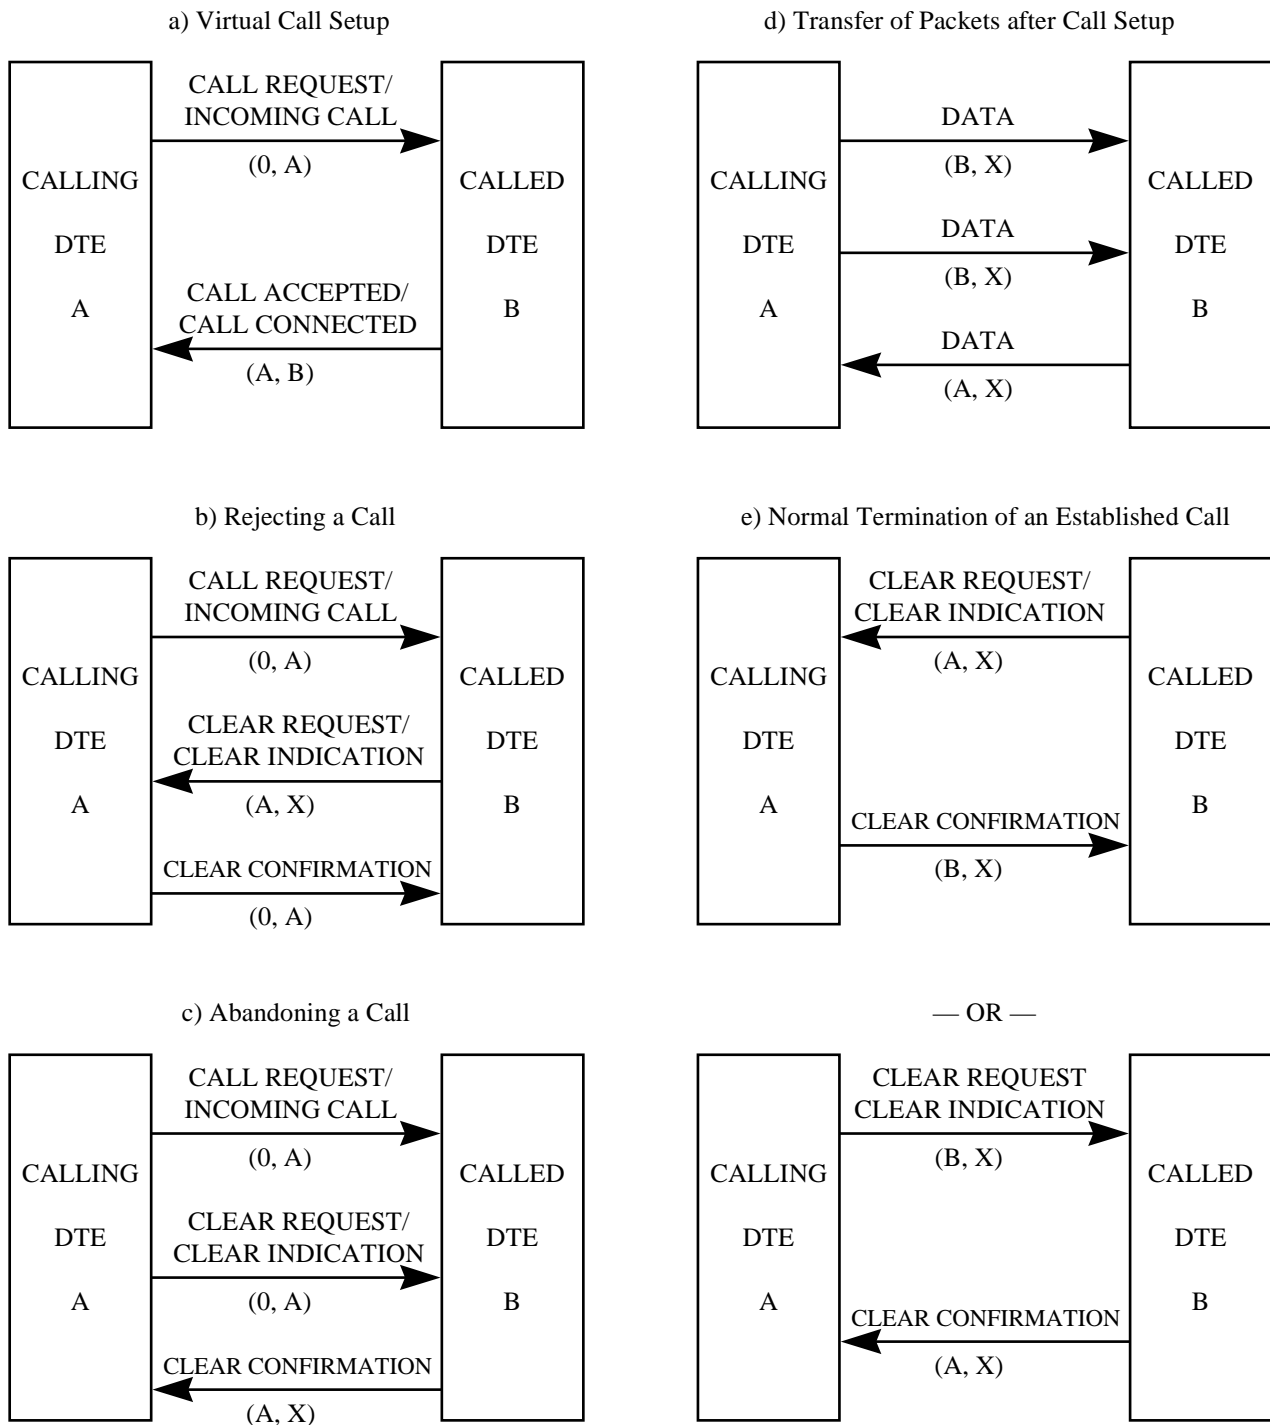 a) Virtual Call Setup
CALL REQUEST/
INCOMING CALL
(0, A)
CALLING
DTE
A
CALLED
DTE
B
CALL ACCEPTED/
CALL CONNECTED
(A, B)
b) Rejecting a Call
CALL REQUEST/
INCOMING CALL
(0, A)
CALLING
DTE
A
CALLED
DTE
B
CLEAR REQUEST/
CLEAR INDICATION
(A, X)
CLEAR CONFIRMATION
(0, A)
c) Abandoning a Call
CALL REQUEST/
INCOMING CALL
(0, A)
CALLING
DTE
A
CALLED
DTE
B
CLEAR REQUEST/
CLEAR INDICATION
(0, A)
CLEAR CONFIRMATION
(A, X)
d) Transfer of Packets after Call Setup
DATA
(B, X)
CALLING
DTE
A
CALLED
DTE
B
DATA
(B, X)
DATA
(A, X)
e) Normal Termination of an Established Call
CLEAR REQUEST/
CLEAR INDICATION
(A, X)
CALLING
DTE
A
CALLED
DTE
B
CLEAR CONFIRMATION
(B, X)
— OR —
CLEAR REQUEST
CLEAR INDICATION
(B, X)
CALLING
DTE
A
CALLED
DTE
B
CLEAR CONFIRMATION
(A, X)